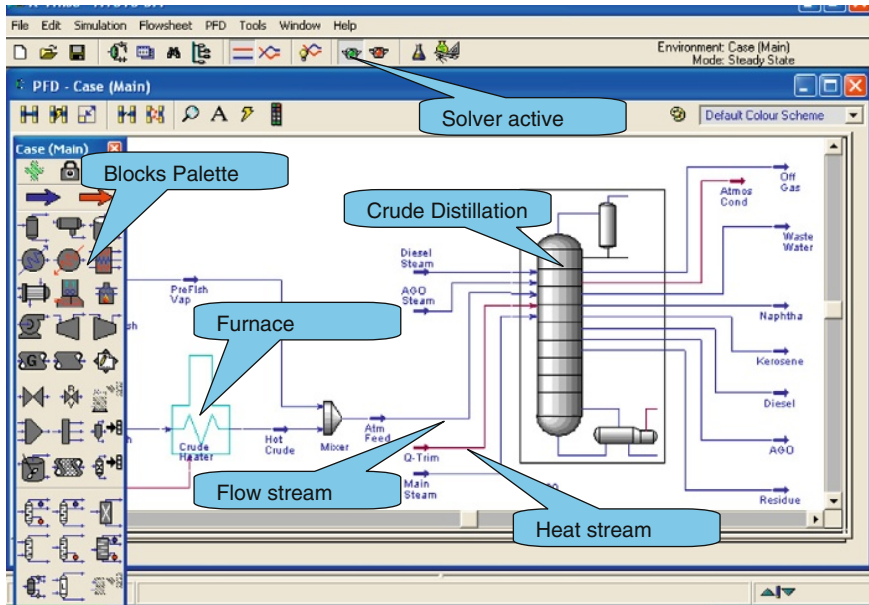 File Edit Simulation Flowsheet PFD Tools Window Help
Environment: Case (Main)
Mode: Steady State
PFD - Case (Main)
Solver active
A
Default Colour Scheme
Case (Main)
Blocks Palette
Crude Distillation
Off
Gas
Atmos
Cond
Waste
Water
Diesel
Steam
AGO
Steam
PreFlsh
Vap
Naphtha
Furnace
Kerosene
Diesel
Atm
Feed
Mixer
Hot
Crude
Crude
Heater
Q-Trim
AGO
Main
Steam
Flow stream
Heat stream
Residue
G